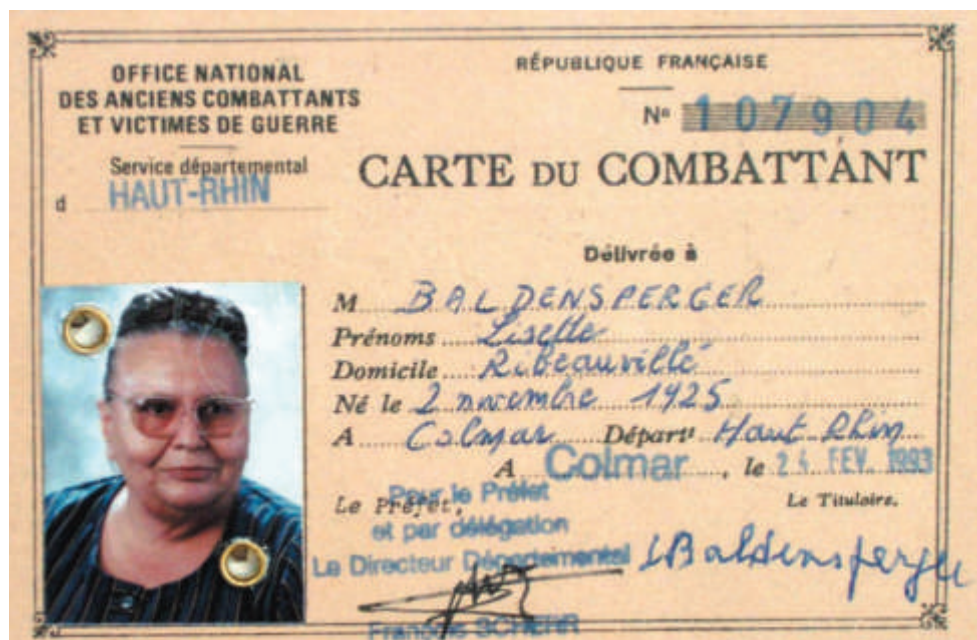 OFFICE NATIONAL
DES ANCIENS COMBATTANTS
ET VICTIMES DE GUERRE
Service départemental
d HAUT-RHIN
RÉPUBLIQUE FRANÇAISE
Nº 107904
CARTE DU COMBATTANT
Délivrée à
M BALDENSPERGER
Prénoms Liselle
Domicile Ribeauvillé
Né le 2 novembre 1925
A Colmar Départt Haut Rhin
A Colmar, le 24 FEV. 1993
Le Préfet, Le Titulaire.
Pour le Préfet
et par délégation
Le Directeur Départemental
LBaldensperger
François SCHERR